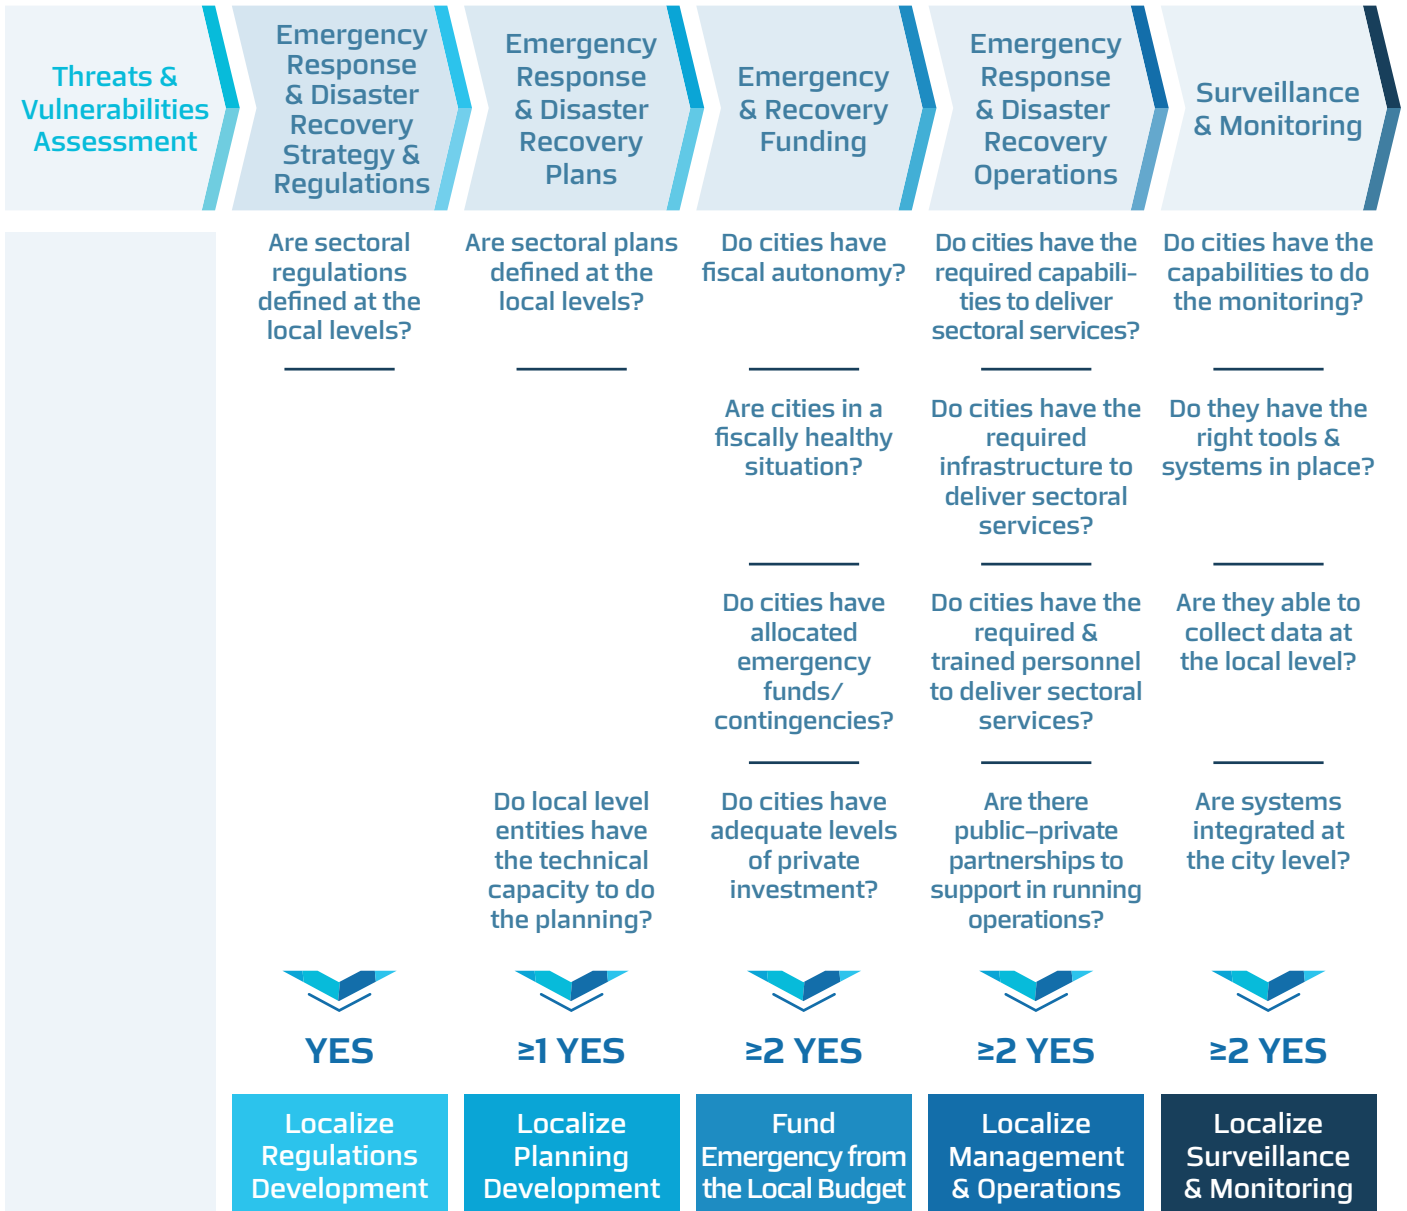 Threats &
Vulnerabilities
Assessment
Emergency
Response
& Disaster
Recovery
Strategy &
Regulations
Emergency
Response
& Disaster
Recovery
Plans
Emergency
& Recovery
Funding
Emergency
Response
& Disaster
Recovery
Operations
Surveillance
& Monitoring
Are sectoral
regulations
defined at the
local levels?
Are sectoral plans
defined at the
local levels?
Do cities have
fiscal autonomy?
Do cities have the
required capabili-
ties to deliver
sectoral services?
Do cities have the
capabilities to do
the monitoring?
Are cities in a
fiscally healthy
situation?
Do cities have the
required
infrastructure to
deliver sectoral
services?
Do they have the
right tools &
systems in place?
Do cities have
allocated
emergency
funds/
contingencies?
Do cities have the
required &
trained personnel
to deliver sectoral
services?
Are they able to
collect data at
the local level?
Do local level
entities have
the technical
capacity to do
the planning?
Do cities have
adequate levels
of private
investment?
Are there
public–private
partnerships to
support in running
operations?
Are systems
integrated at
the city level?
YES
≥1 YES
≥2 YES
≥2 YES
≥2 YES
Localize
Regulations
Development
Localize
Planning
Development
Fund
Emergency from
the Local Budget
Localize
Management
& Operations
Localize
Surveillance
& Monitoring